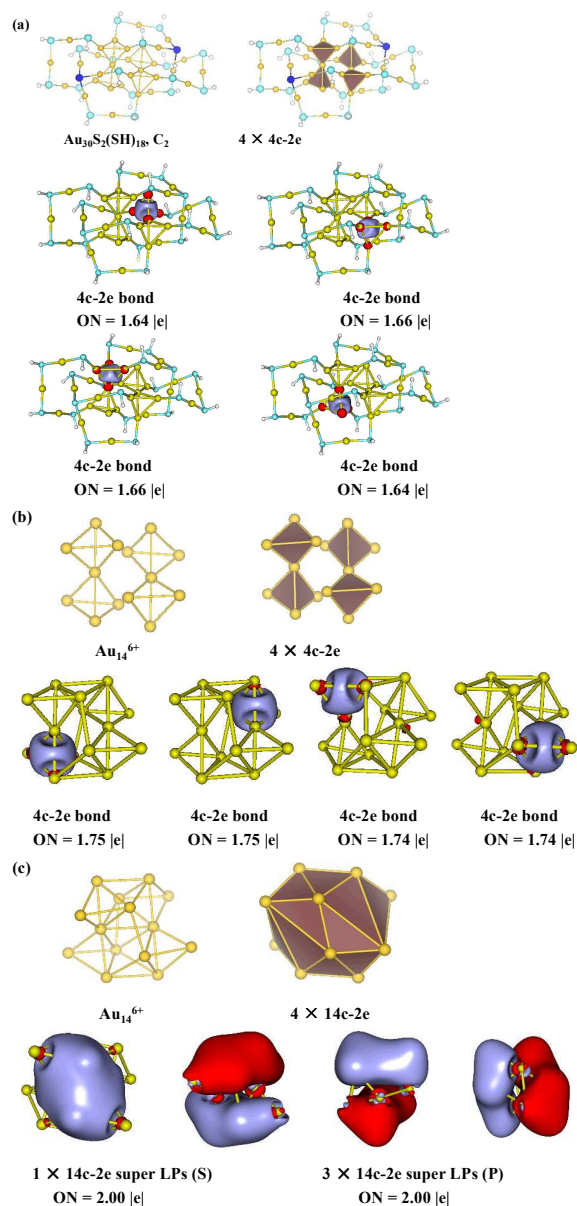 (a)
Au₃₀S₂(SH)₁₈, C₂ 4 × 4c-2e
4c-2e bond 4c-2e bond
ON = 1.64 |e| ON = 1.66 |e|
4c-2e bond 4c-2e bond
ON = 1.66 |e| ON = 1.64 |e|
(b)
Au₁₄⁶⁺ 4 × 4c-2e
4c-2e bond 4c-2e bond 4c-2e bond 4c-2e bond
ON = 1.75 |e| ON = 1.75 |e| ON = 1.74 |e| ON = 1.74 |e|
(c)
Au₁₄⁶⁺ 4 × 14c-2e
1 × 14c-2e super LPs (S) 3 × 14c-2e super LPs (P)
ON = 2.00 |e| ON = 2.00 |e|